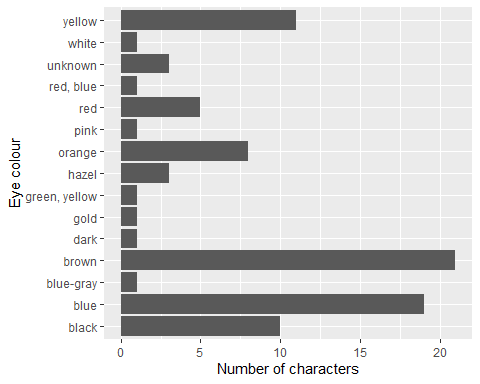 yellow
white
unknown
red, blue
red
pink
orange
hazel
green, yellow
gold
dark
brown
blue-gray
blue
black
Eye colour
0 5 10 15 20
Number of characters